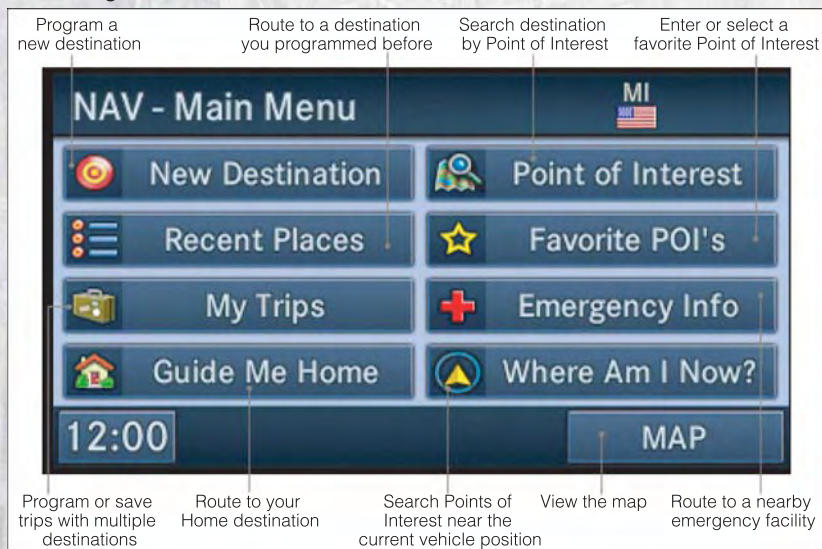 Program a
new destination
Route to a destination
you programmed before
Search destination
by Point of Interest
Enter or select a
favorite Point of Interest
NAV - Main Menu
MI
New Destination
Point of Interest
Recent Places
Favorite POI's
My Trips
Emergency Info
Guide Me Home
Where Am I Now?
12:00
MAP
Program or save
trips with multiple
destinations
Route to your
Home destination
Search Points of
Interest near the
current vehicle position
View the map
Route to a nearby
emergency facility